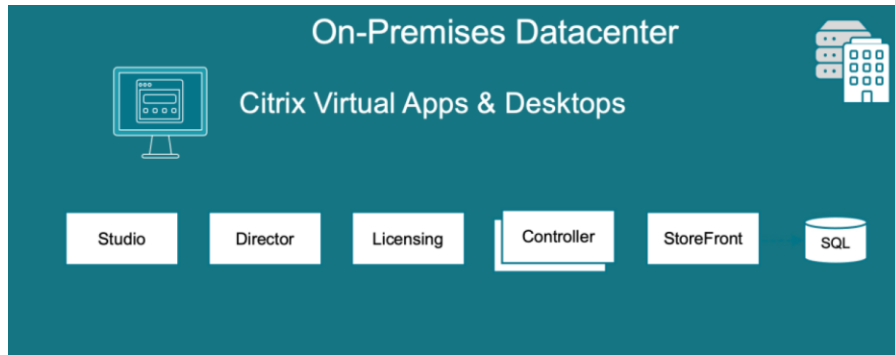 On-Premises Datacenter
Citrix Virtual Apps & Desktops
Studio
Director
Licensing
Controller
StoreFront
SQL